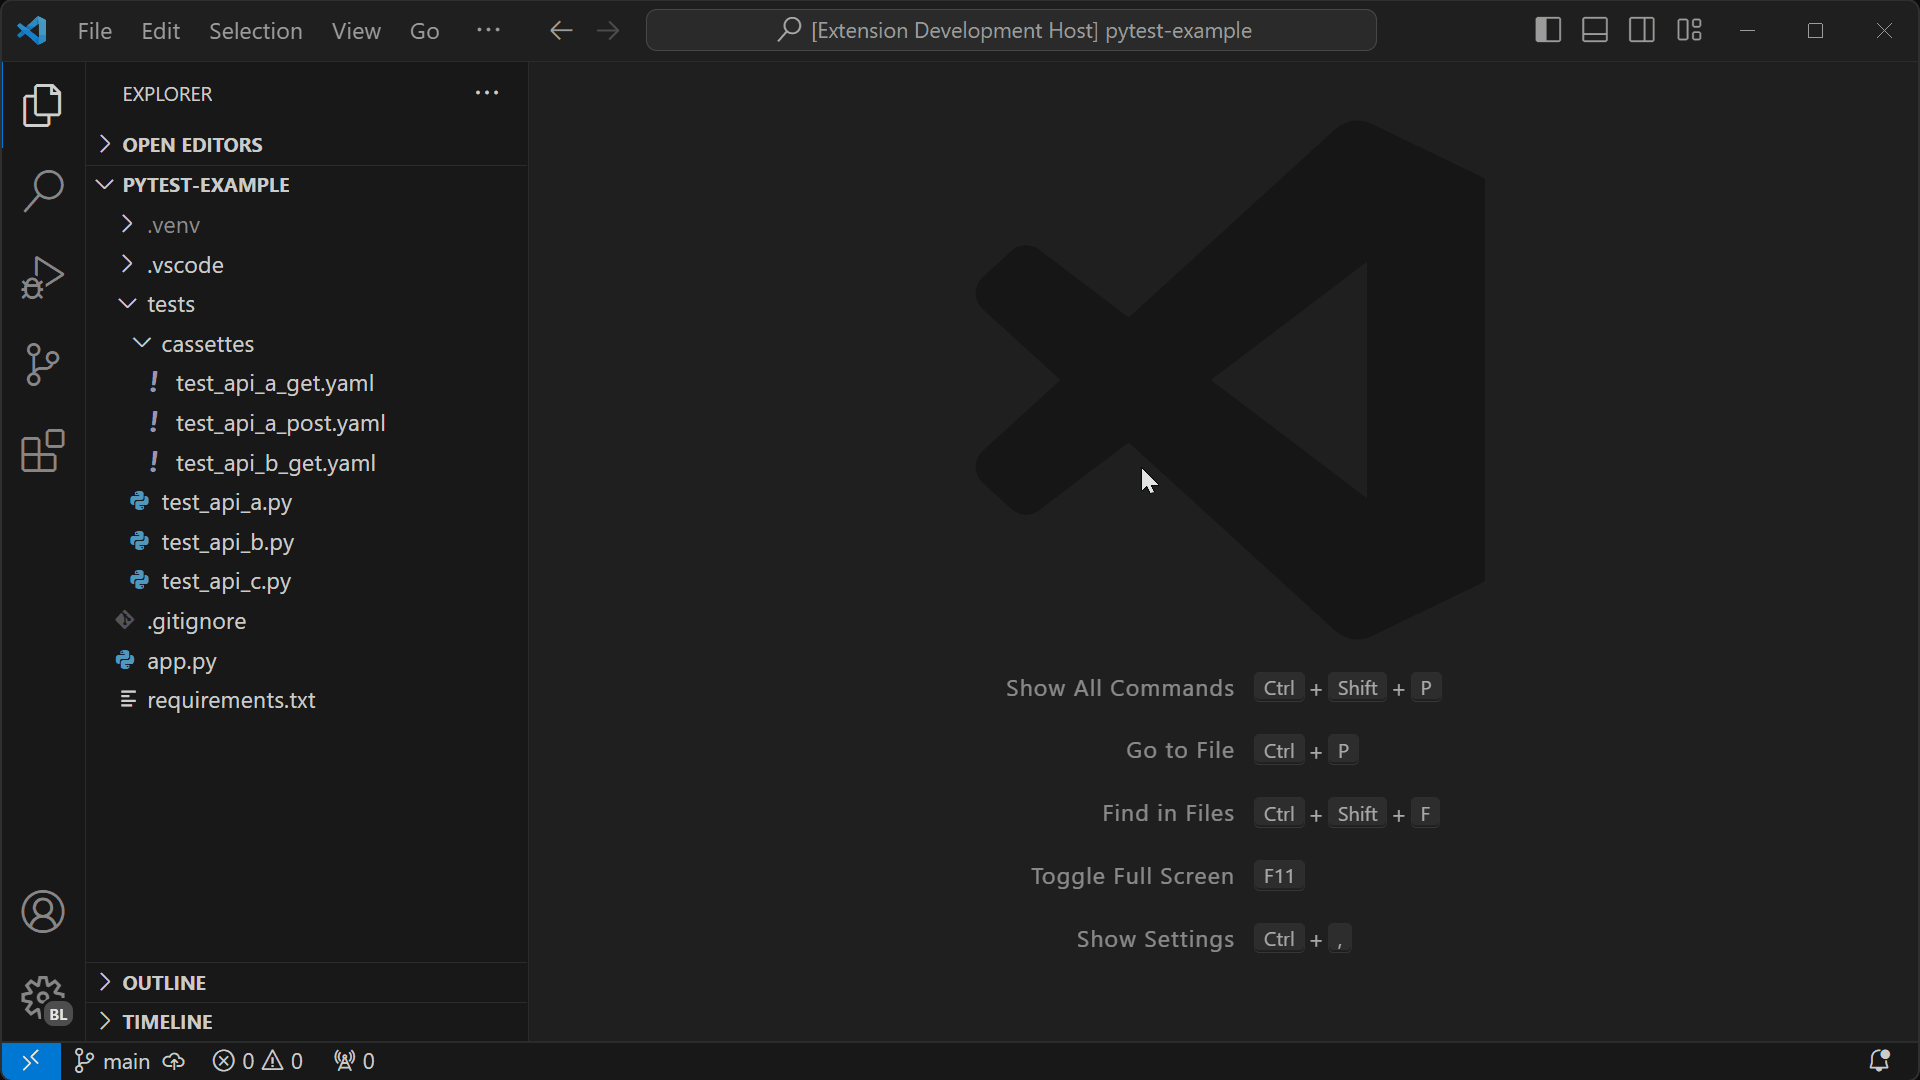 File Edit Selection View Go
[Extension Development Host] pytest-example
EXPLORER
OPEN EDITORS
PYTEST-EXAMPLE
.venv
.vscode
tests
cassettes
! test_api_a_get.yaml
! test_api_a_post.yaml
! test_api_b_get.yaml
test_api_a.py
test_api_b.py
test_api_c.py
.gitignore
app.py
requirements.txt
Show All Commands Ctrl + Shift + P
Go to File Ctrl + P
Find in Files Ctrl + Shift + F
Toggle Full Screen F11
Show Settings Ctrl + ,
OUTLINE
BL
TIMELINE
main 0 0 0